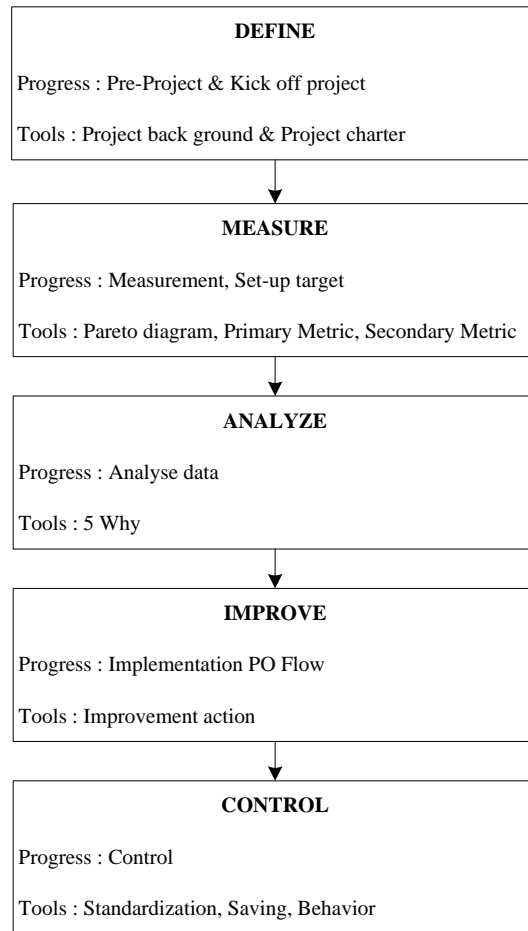 DEFINE
Progress : Pre-Project & Kick off project
Tools : Project back ground & Project charter
MEASURE
Progress : Measurement, Set-up target
Tools : Pareto diagram, Primary Metric, Secondary Metric
ANALYZE
Progress : Analyse data
Tools : 5 Why
IMPROVE
Progress : Implementation PO Flow
Tools : Improvement action
CONTROL
Progress : Control
Tools : Standardization, Saving, Behavior